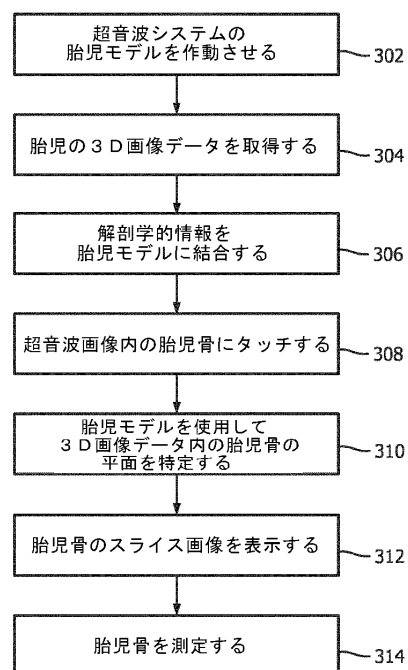 超音波システムの
胎児モデルを作動させる
302
胎児の3D画像データを取得する
304
解剖学的情報を
胎児モデルに結合する
306
超音波画像内の胎児骨にタッチする
308
胎児モデルを使用して
3D画像データ内の胎児骨の
平面を特定する
310
胎児骨のスライス画像を表示する
312
胎児骨を測定する
314